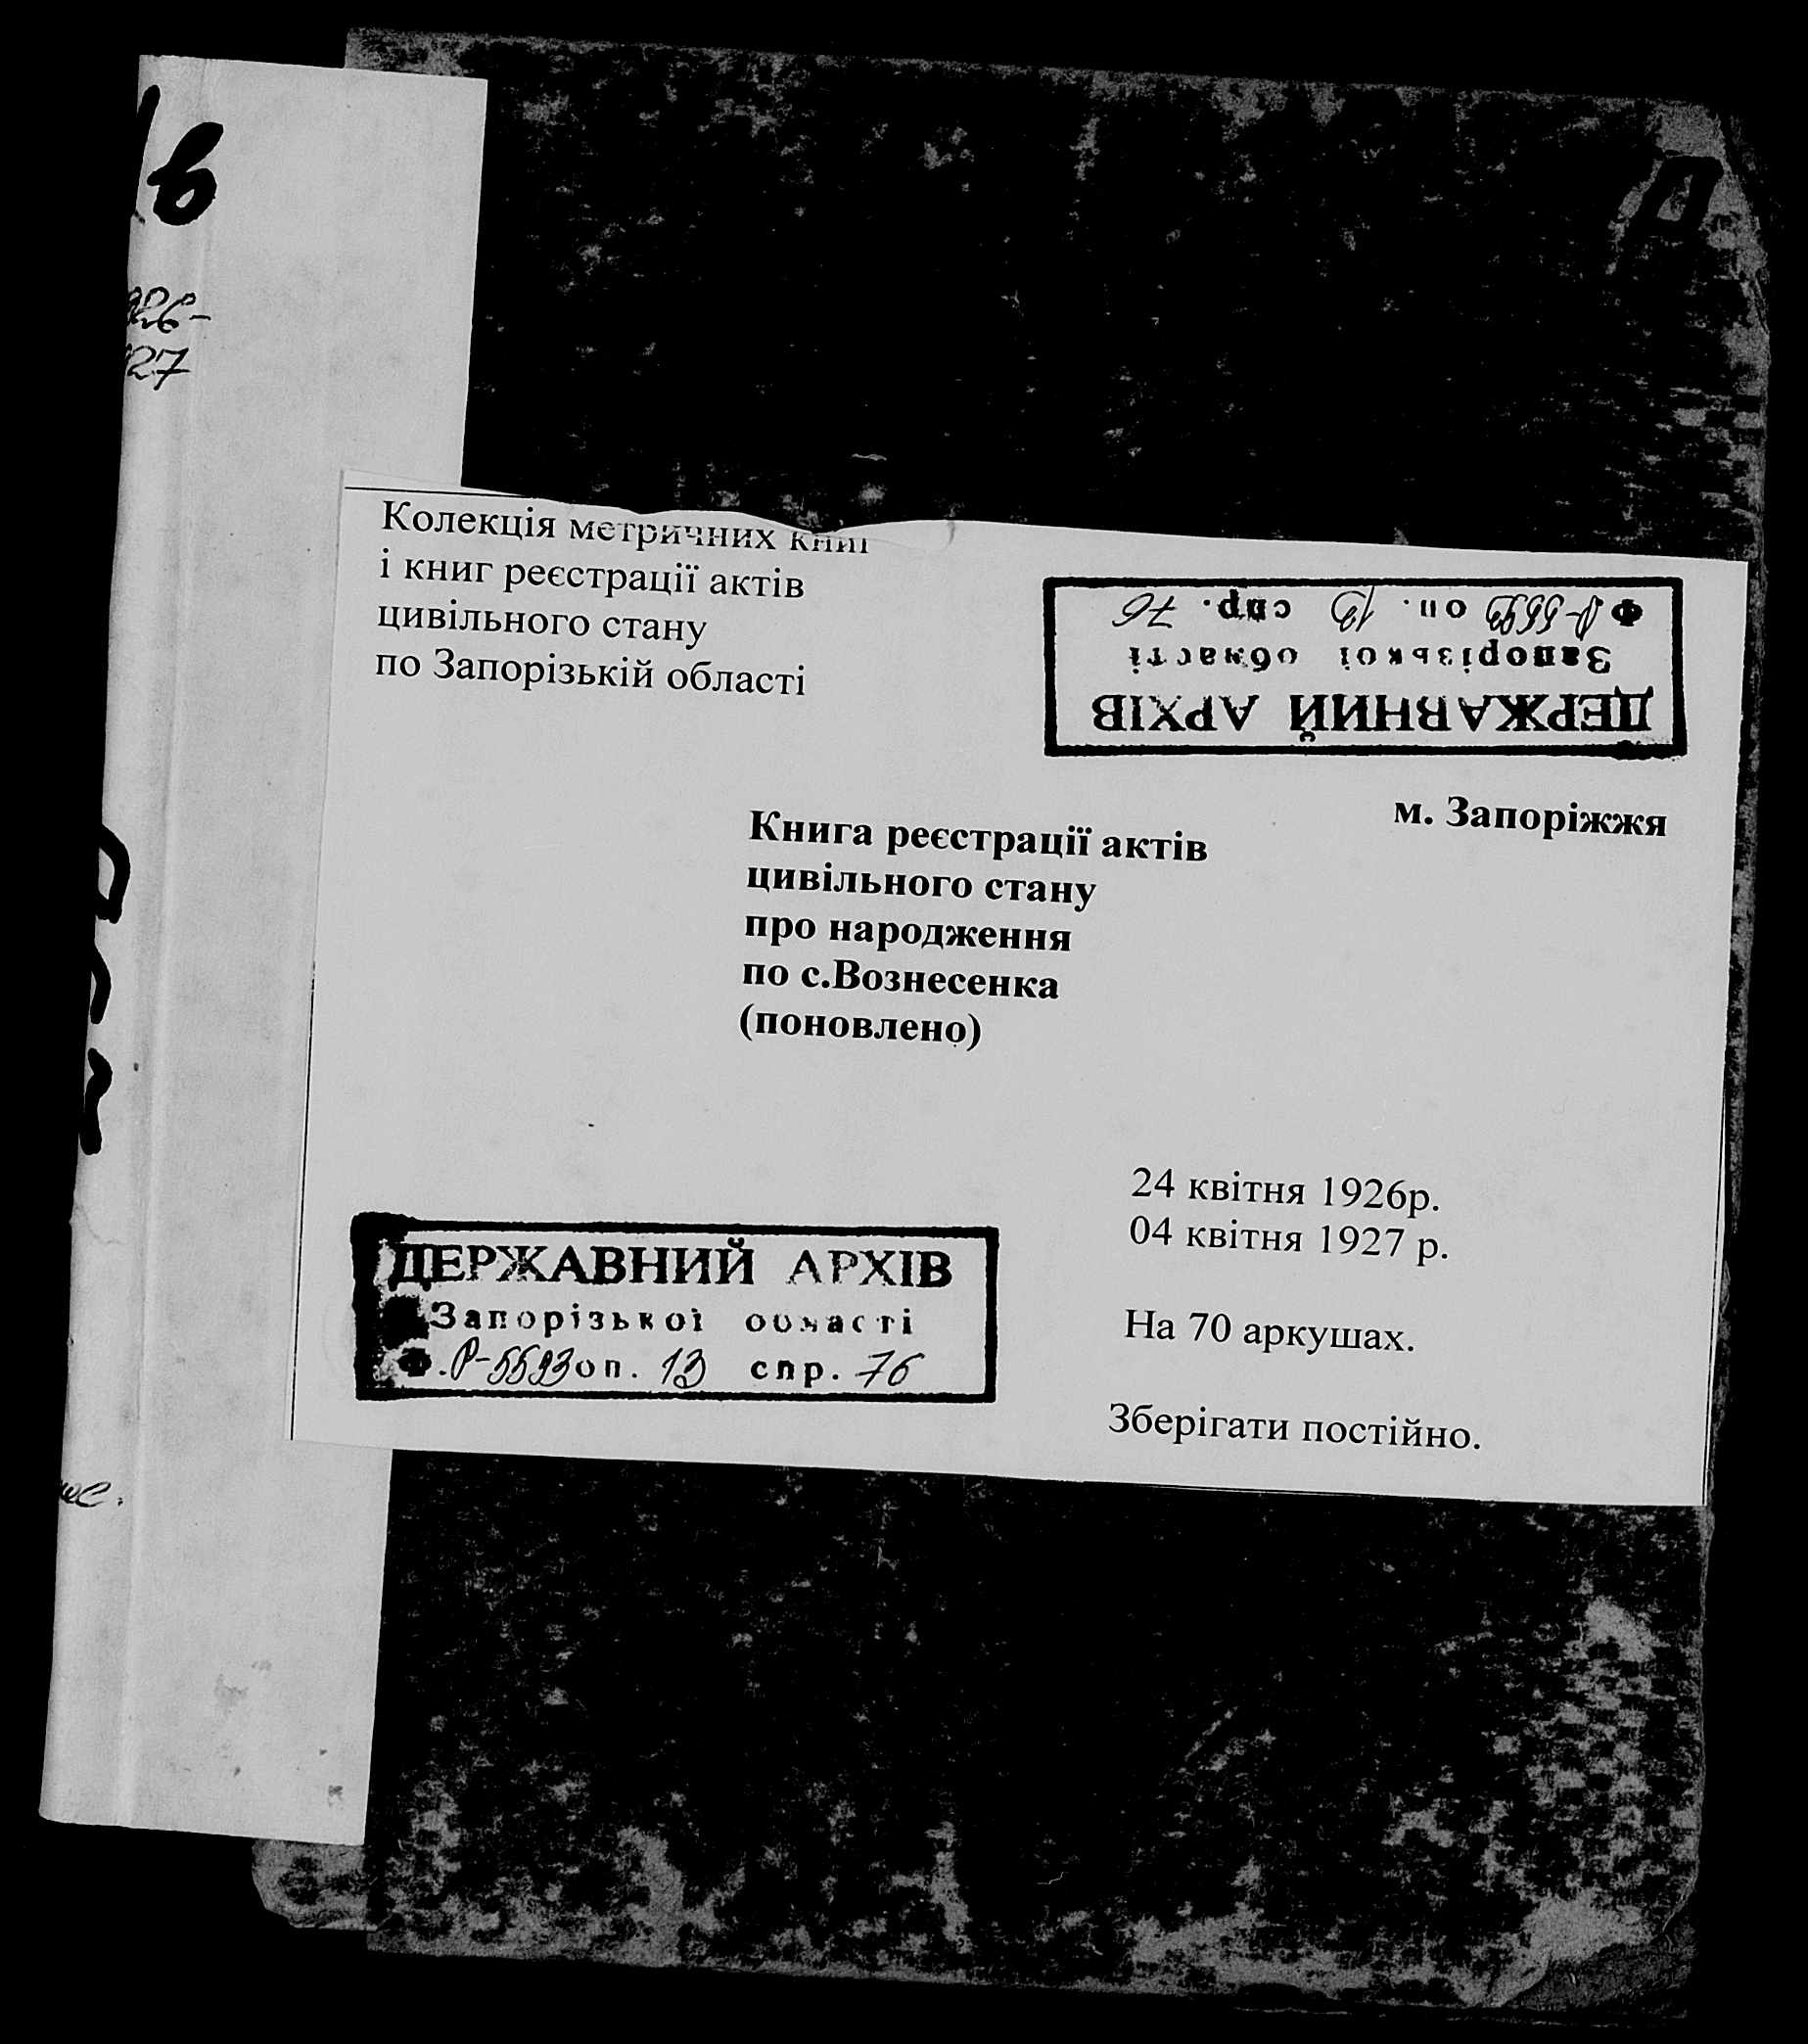 в
926-
27
Колекція метричних книг
і книг реєстрації актів
цивільного стану
по Запорізькій області
ДЕРЖАВНИЙ АРХІВ
Запорізької області
Ф Р-5593 оп. 13 спр. 76
м. Запоріжжя
Книга реєстрації актів
цивільного стану
про народження
по с.Вознесенка
(поновлено)
24 квітня 1926р.
04 квітня 1927 р.
На 70 аркушах.
Зберігати постійно.
ДЕРЖАВНИЙ АРХІВ
Запорізької області
Ф. Р-5593 оп. 13 спр. 76